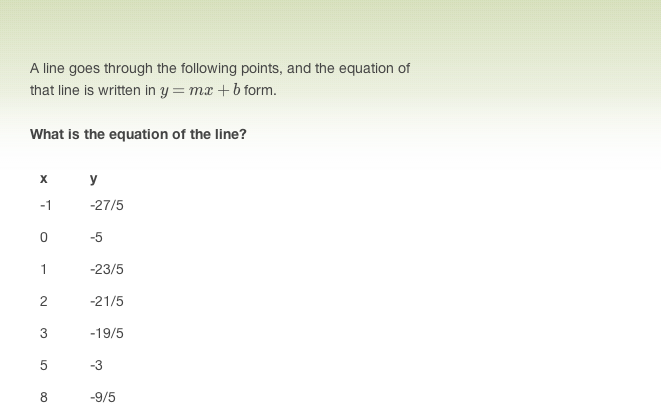 A line goes through the following points, and the equation of
that line is written in y = mx + b form.
What is the equation of the line?
x y
-1 -27/5
0 -5
1 -23/5
2 -21/5
3 -19/5
5 -3
8 -9/5